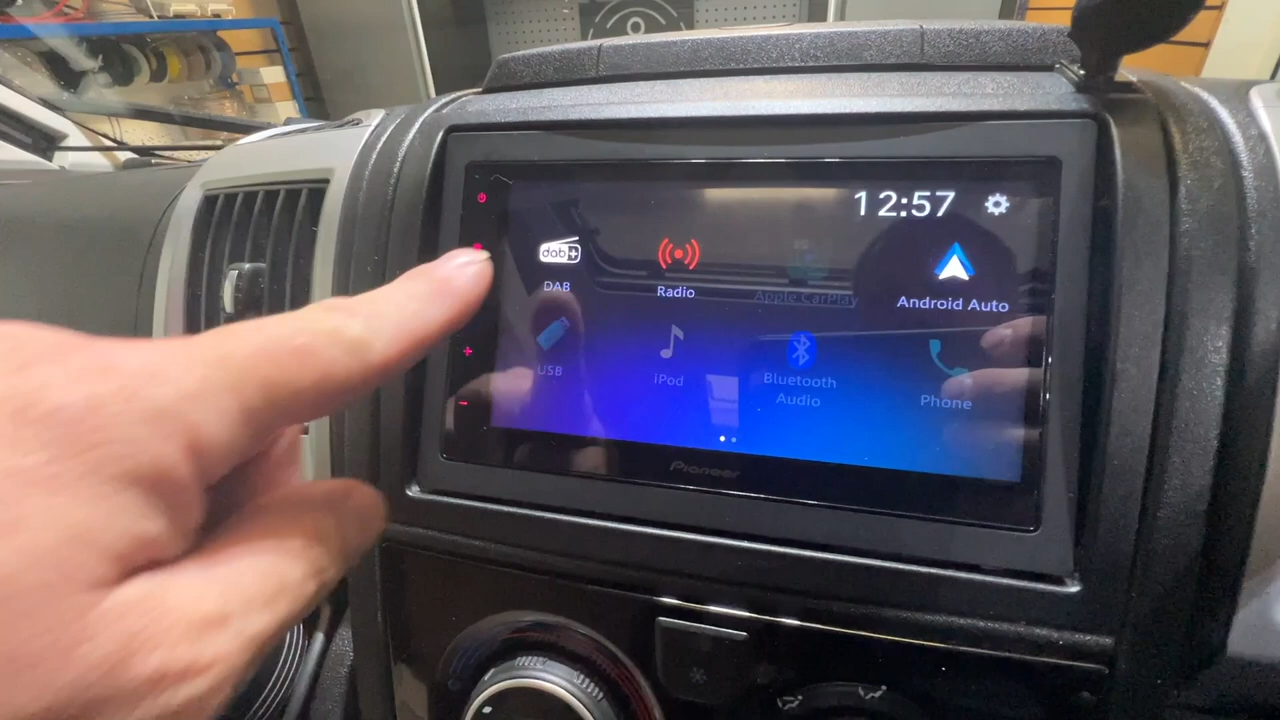 12:57
dab+
DAB
Radio
Apple CarPlay
Android Auto
USB
iPod
Bluetooth
Audio
Phone
Pioneer